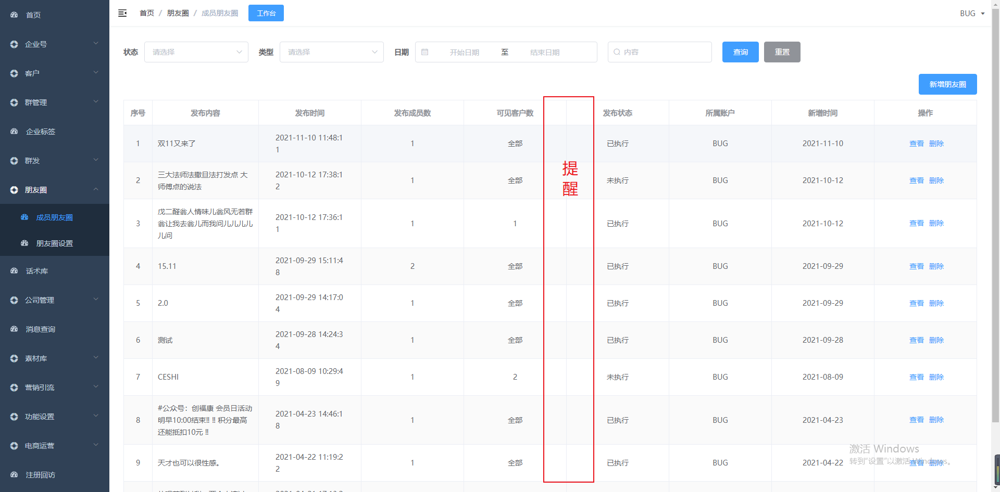 首页
企业号
客户
群管理
企业标签
群发
朋友圈
成员朋友圈
朋友圈设置
话术库
公司管理
消息查询
素材库
营销引流
功能设置
电商运营
注册回访
首页 / 朋友圈 / 成员朋友圈 工作台 BUG
状态 请选择 类型 请选择 日期 开始日期 至 结束日期 内容 查询 重置
新增朋友圈
序号 发布内容 发布时间 发布成员数 可见客户数 发布状态 所属账户 新增时间 操作
1 双11又来了 2021-11-10 11:48:1
1 1 全部 已执行 BUG 2021-11-10 查看 删除
2 三大法师法撒旦法打发点 大
师傅点的说法 2021-10-12 17:38:1
2 1 全部 未执行 BUG 2021-10-12 查看 删除
提
醒
3 戊二醛翁人情味儿翁风无若群
翁让我去翁儿而我问儿儿儿儿
儿问 2021-10-12 17:36:1
1 1 1 已执行 BUG 2021-10-12 查看 删除
4 15.11 2021-09-29 15:11:4
8 2 全部 已执行 BUG 2021-09-29 查看 删除
5 2.0 2021-09-29 14:17:0
4 1 全部 已执行 BUG 2021-09-29 查看 删除
6 测试 2021-09-28 14:24:3
4 1 全部 已执行 BUG 2021-09-28 查看 删除
7 CESHI 2021-08-09 10:29:4
9 1 2 未执行 BUG 2021-08-09 查看 删除
8 #公众号：创福康 会员日活动
明早10:00结束‼ ‼ 积分最高
还能抵扣10元 ‼ 2021-04-23 14:46:1
8 1 全部 已执行 BUG 2021-04-23 查看 删除
9 天才也可以很性感。 2021-04-22 11:19:2
2 1 全部 已执行 BUG 2021-04-22 查看 删除
激活 Windows
转到"设置"以激活 Windows。